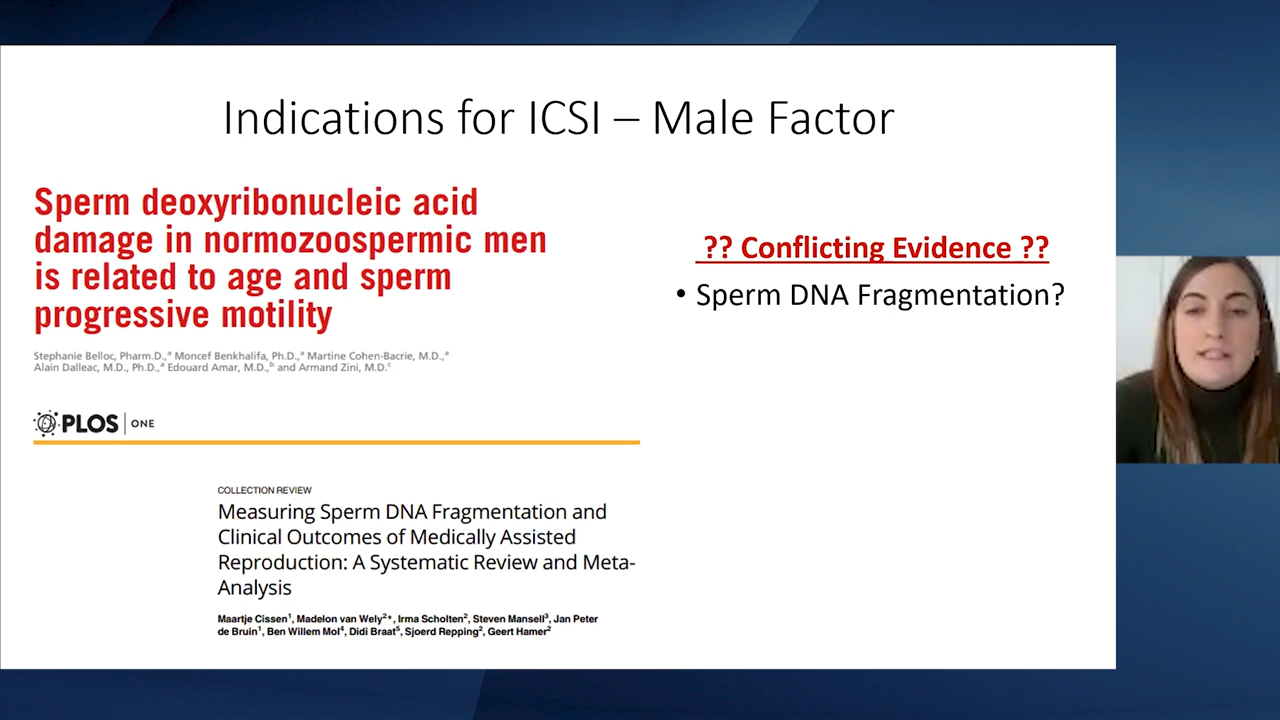 Indications for ICSI – Male Factor
Sperm deoxyribonucleic acid
damage in normozoospermic men
is related to age and sperm
progressive motility
Stephanie Belloc, Pharm.D.,ᵃ Moncef Benkhalifa, Ph.D.,ᵃ Martine Cohen-Bacrie, M.D.,ᵃ
Alain Dalleac, M.D., Ph.D.,ᵃ Edouard Amar, M.D.,ᵇ and Armand Zini, M.D.ᶜ
PLOS | ONE
COLLECTION REVIEW
Measuring Sperm DNA Fragmentation and
Clinical Outcomes of Medically Assisted
Reproduction: A Systematic Review and Meta-
Analysis
Maartje Cissen¹, Madelon van Wely²*, Irma Scholten², Steven Mansell³, Jan Peter
de Bruin¹, Ben Willem Mol⁴, Didi Braat⁵, Sjoerd Repping², Geert Hamer²
?? Conflicting Evidence ??
• Sperm DNA Fragmentation?